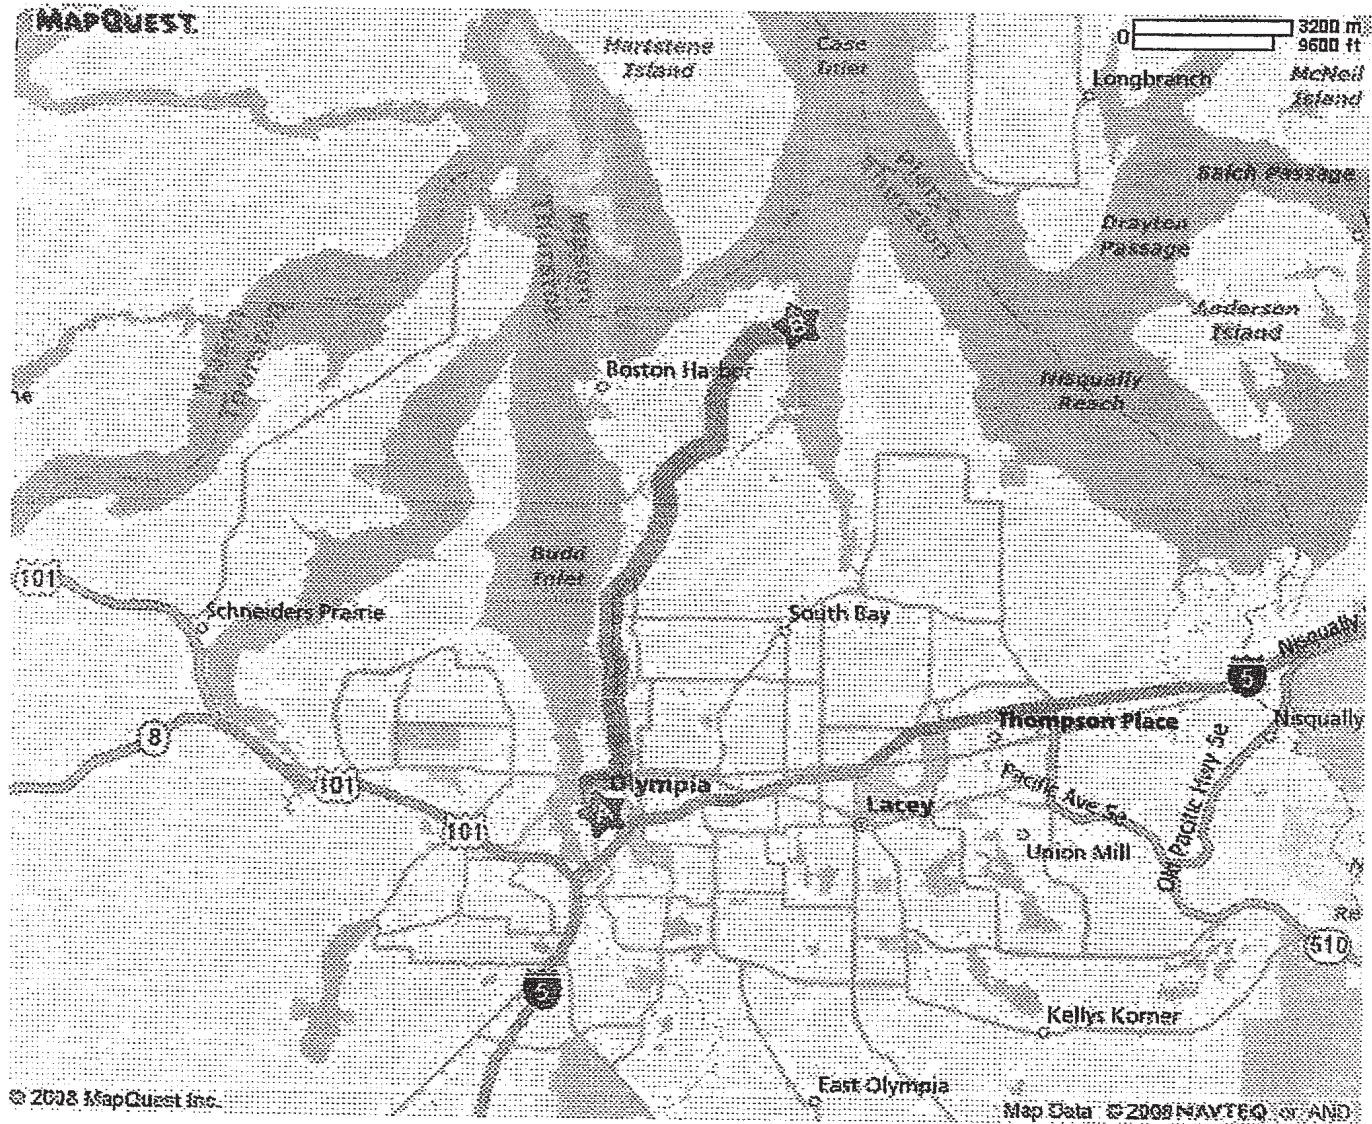 MAPQUEST
0
3200 m
9600 ft
Hartstene
Island
Case
Inlet
Longbranch
McNeil
Island
Balch Passage
Drayton
Passage
Anderson
Island
Boston Harbor
Nisqually
Reach
Budd
Inlet
101
Schneiders Prairie
South Bay
Nisqually
5
8
Thompson Place
Nisqually
101
Olympia
Pacific Ave Se
Old Pacific Hwy Se
Lacey
101
Union Mill
510
5
Kellys Korner
East Olympia
© 2008 MapQuest Inc.
Map Data © 2008 NAVTEQ or AND